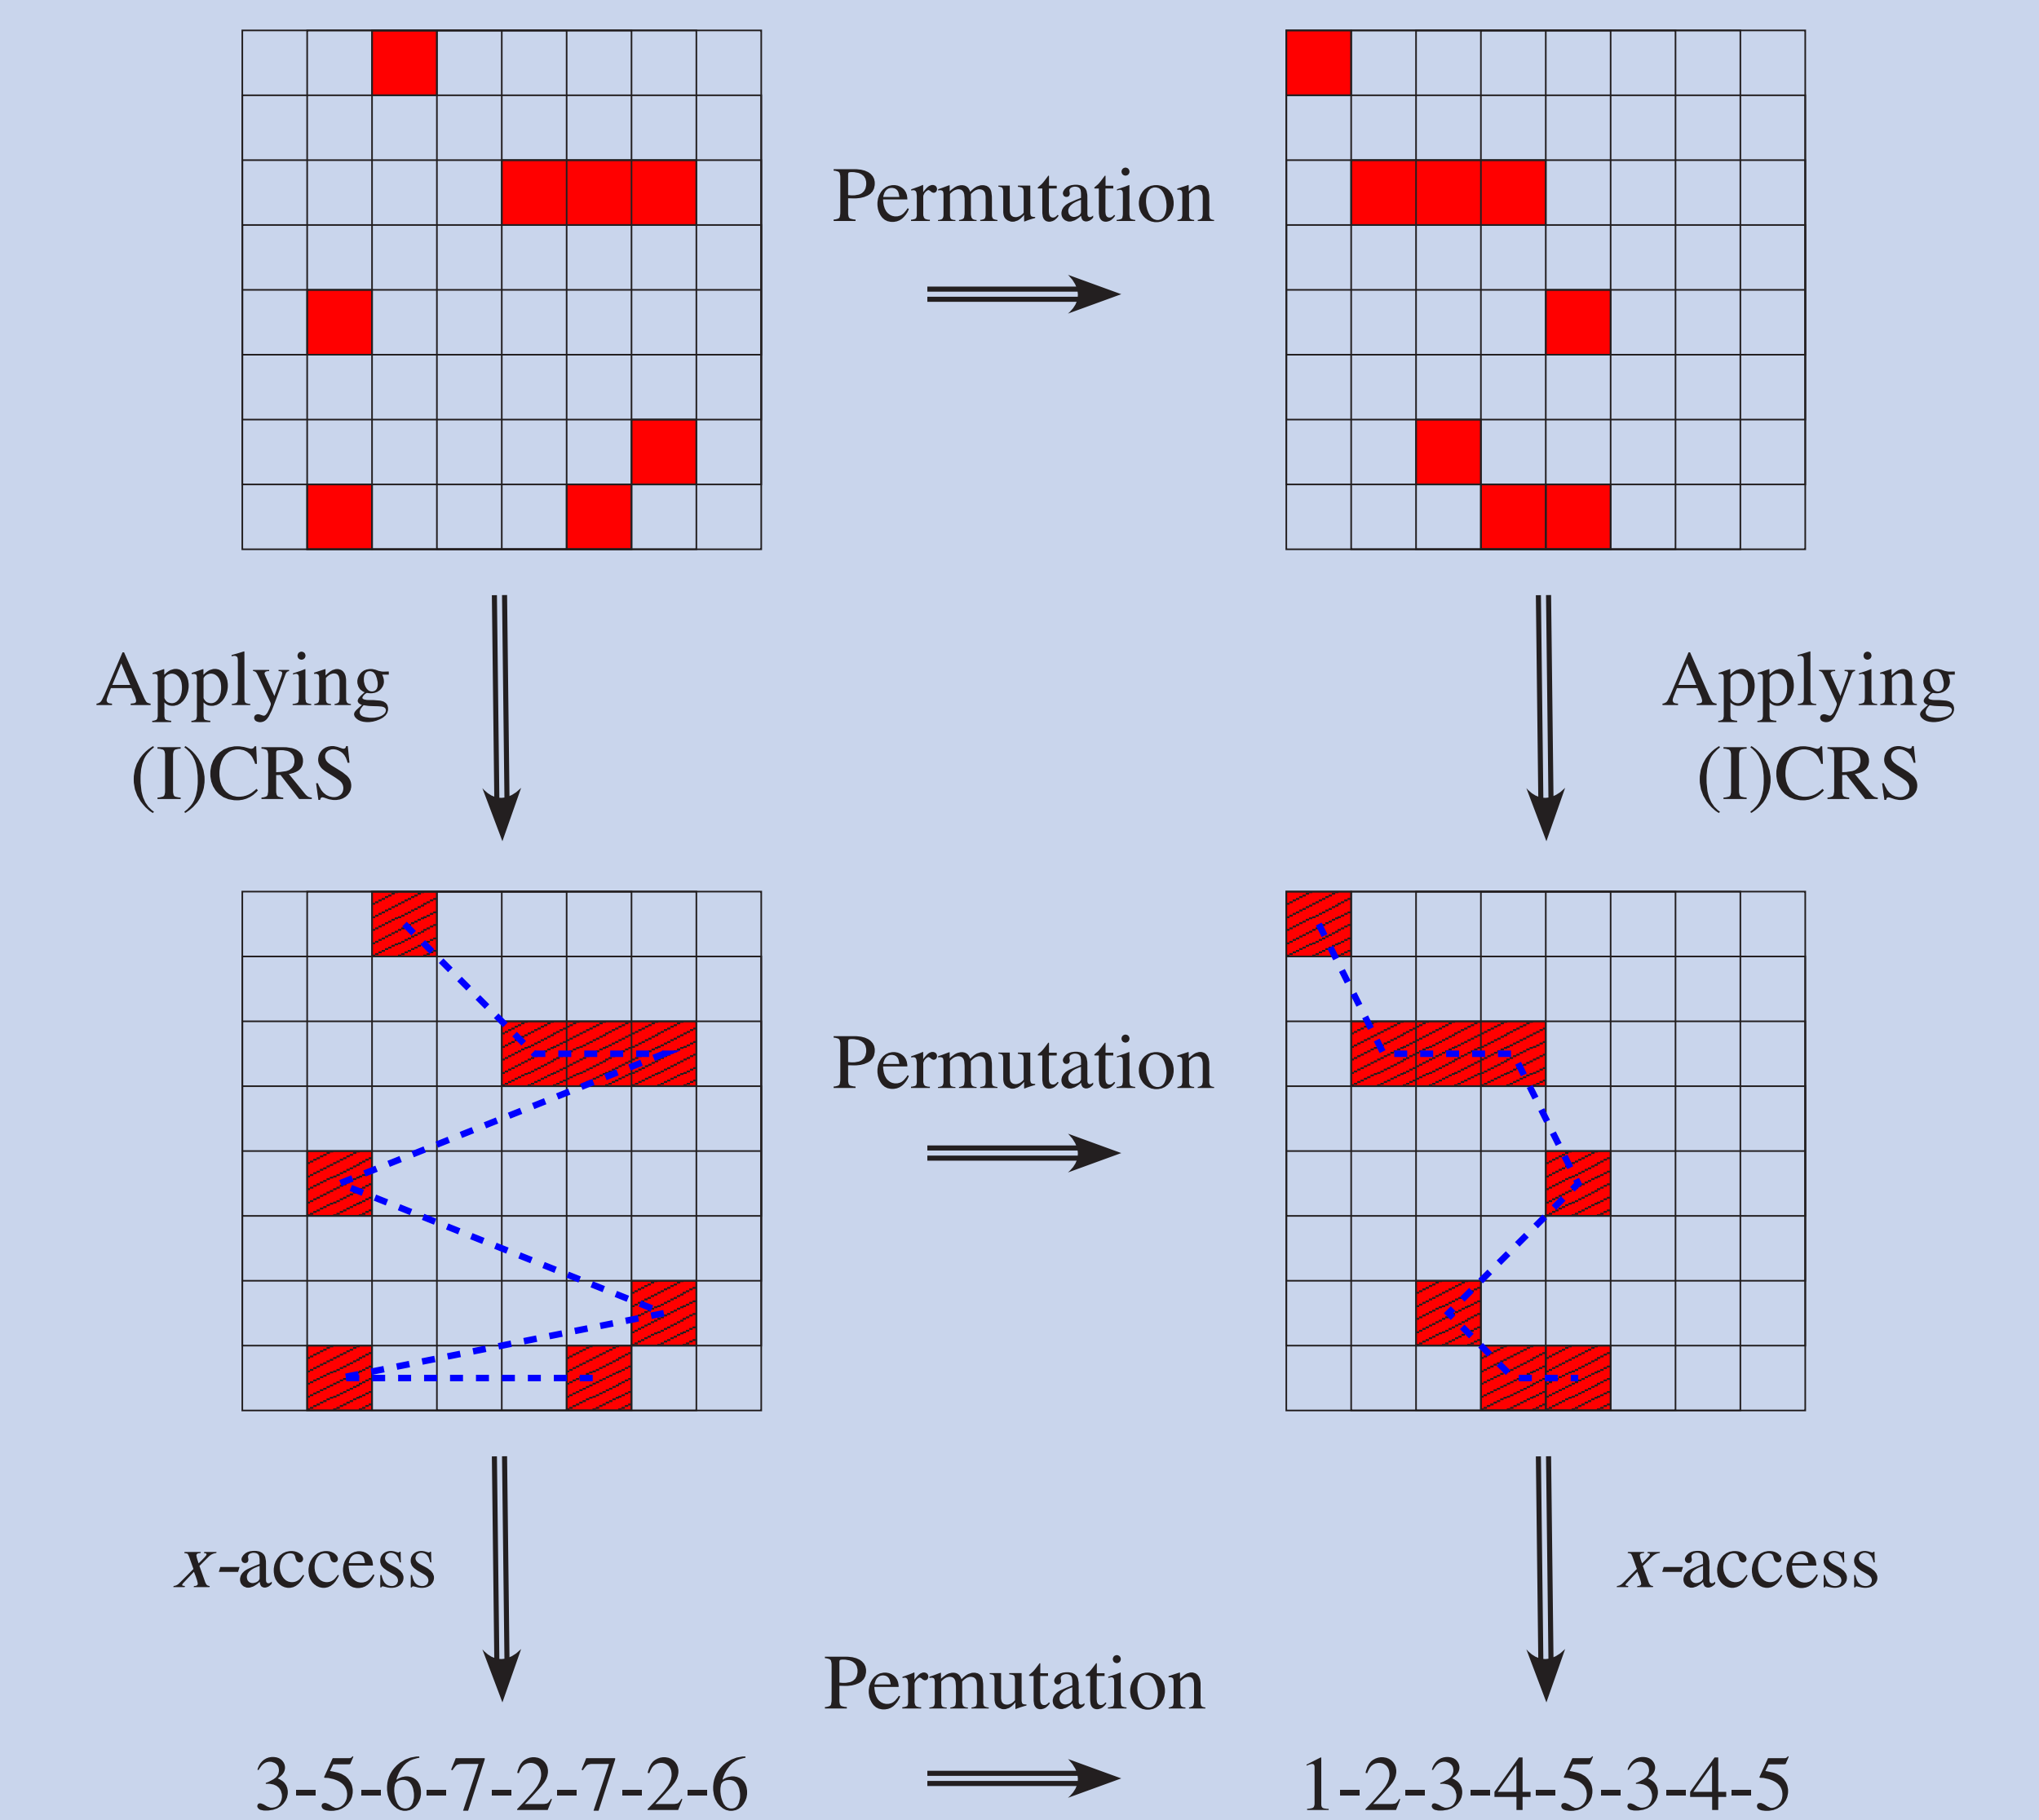 Permutation
Applying
(I)CRS
Applying
(I)CRS
Permutation
x-access
x-access
Permutation
3-5-6-7-2-7-2-6
1-2-3-4-5-3-4-5